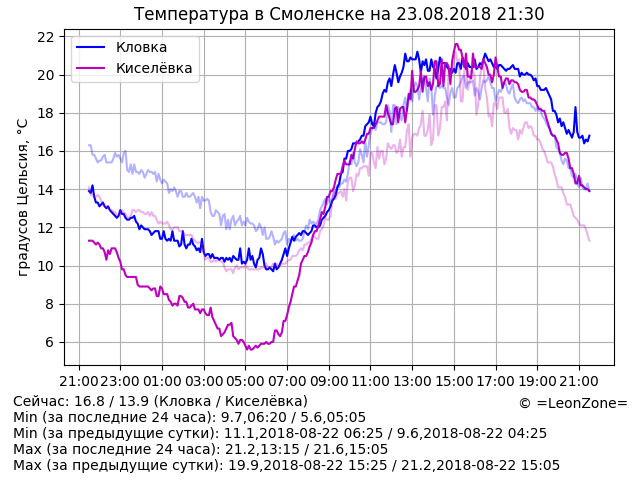 Температура в Смоленске на 23.08.2018 21:30
градусов Цельсия, °C
22
20
18
16
14
12
10
8
6
Кловка
Киселёвка
21:00 23:00 01:00 03:00 05:00 07:00 09:00 11:00 13:00 15:00 17:00 19:00 21:00
Сейчас: 16.8 / 13.9 (Кловка / Киселёвка)
© =LeonZone=
Min (за последние 24 часа): 9.7,06:20 / 5.6,05:05
Min (за предыдущие сутки): 11.1,2018-08-22 06:25 / 9.6,2018-08-22 04:25
Max (за последние 24 часа): 21.2,13:15 / 21.6,15:05
Max (за предыдущие сутки): 19.9,2018-08-22 15:25 / 21.2,2018-08-22 15:05